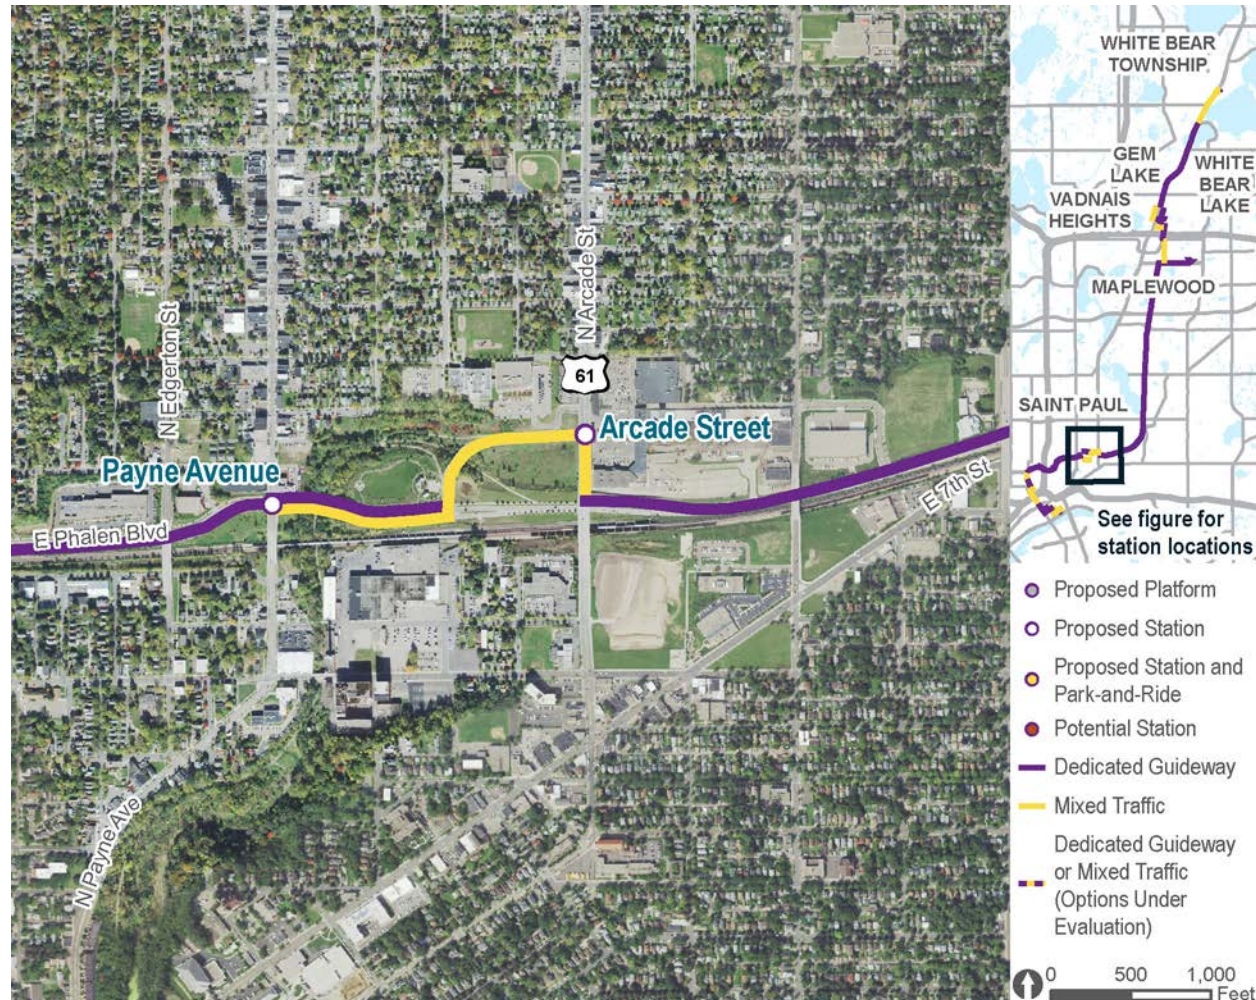 N Edgerton St
N Arcade St
61
Arcade Street
Payne Avenue
E Phalen Blvd
E 7th St
N Payne Ave
WHITE BEAR
TOWNSHIP
GEM
LAKE
WHITE
BEAR
LAKE
VADNAIS
HEIGHTS
MAPLEWOOD
SAINT PAUL
See figure for
station locations
Proposed Platform
Proposed Station
Proposed Station and
Park-and-Ride
Potential Station
Dedicated Guideway
Mixed Traffic
Dedicated Guideway
or Mixed Traffic
(Options Under
Evaluation)
0 500 1,000
Feet